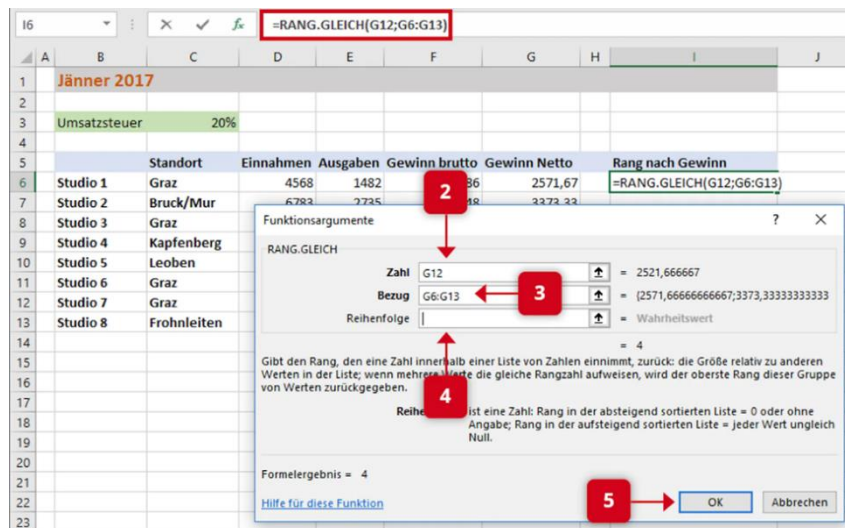 I6 fx =RANG.GLEICH(G12;G6:G13)
A B C D E F G H I J
1 Jänner 2017
2
3 Umsatzsteuer 20%
4
5 Standort Einnahmen Ausgaben Gewinn brutto Gewinn Netto Rang nach Gewinn
6 Studio 1 Graz 4568 1482 86 2571,67 =RANG.GLEICH(G12;G6:G13)
2
7 Studio 2 Bruck/Mur 6783 2735 48 3373,33
8 Studio 3 Graz
9 Studio 4 Kapfenberg
10 Studio 5 Leoben
11 Studio 6 Graz
12 Studio 7 Graz
13 Studio 8 Frohnleiten
14
15
16
17
18
19
20
21
22
23
Funktionsargumente ? ×
RANG.GLEICH
Zahl G12 = 2521,666667
Bezug G6:G13 3 = {2571,66666666667;3373,33333333333
Reihenfolge = Wahrheitswert
= 4
Gibt den Rang, den eine Zahl innerhalb einer Liste von Zahlen einnimmt, zurück: die Größe relativ zu anderen
Werten in der Liste; wenn mehrere Werte die gleiche Rangzahl aufweisen, wird der oberste Rang dieser Gruppe
von Werten zurückgegeben.
4
Reihe ist eine Zahl: Rang in der absteigend sortierten Liste = 0 oder ohne
Angabe; Rang in der aufsteigend sortierten Liste = jeder Wert ungleich
Null.
Formelergebnis = 4
Hilfe für diese Funktion 5 OK Abbrechen